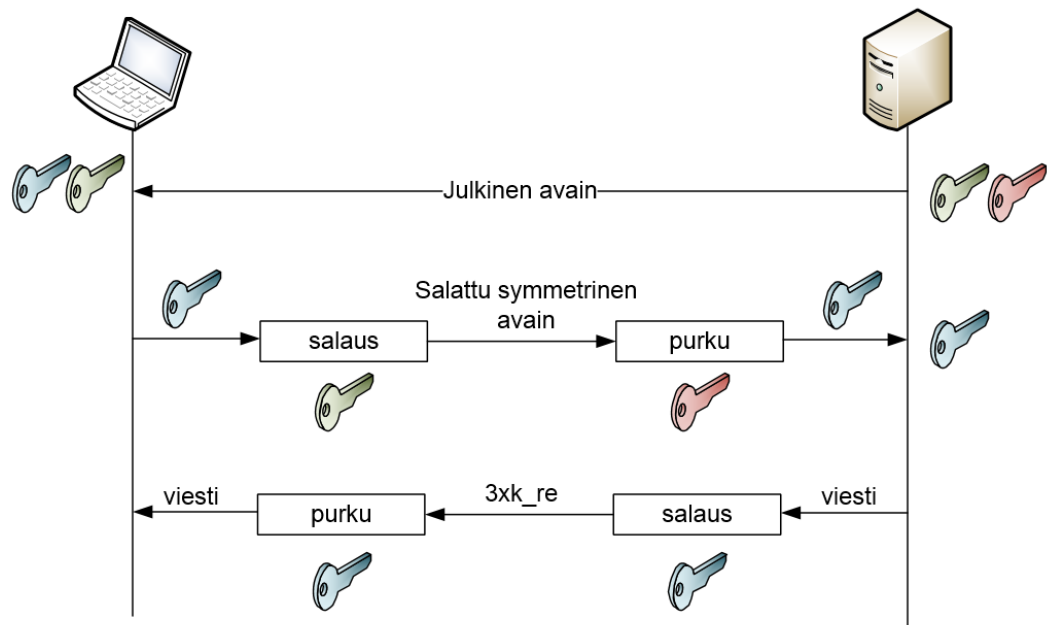 Julkinen avain
Salattu symmetrinen
avain
salaus
purku
viesti
purku
3xk_re
salaus
viesti